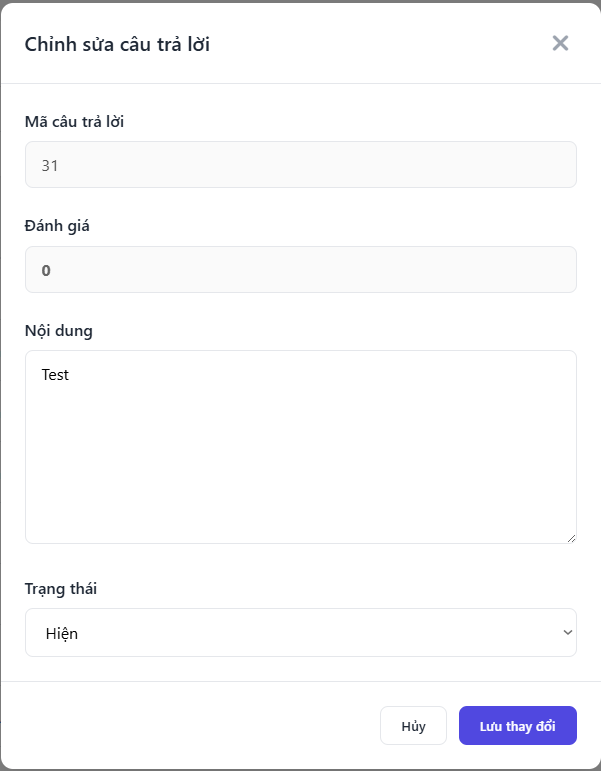 Chỉnh sửa câu trả lời
Mã câu trả lời
31
Đánh giá
0
Nội dung
Test
Trạng thái
Hiện
Hủy
Lưu thay đổi